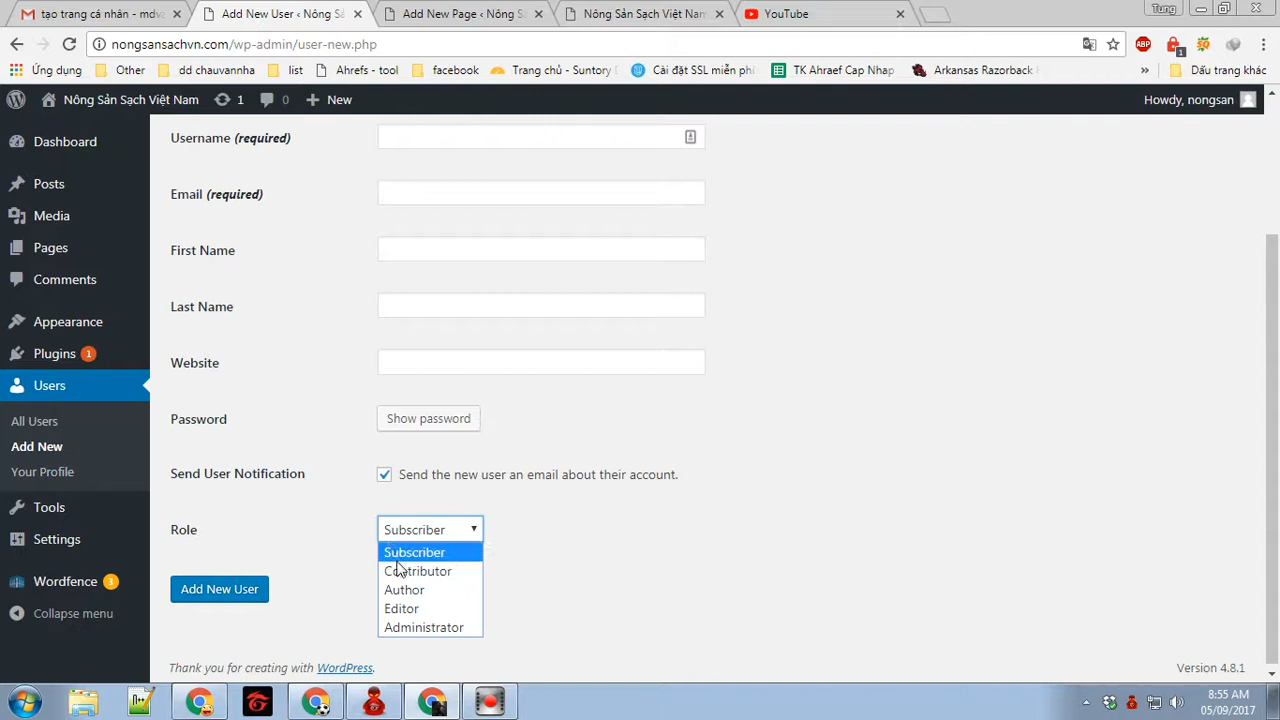 tạo trang cá nhân - mdva
Add New User ‹ Nông Sả
Add New Page ‹ Nông S
Nông Sản Sạch Việt Nam
YouTube
Tung
nongsansachvn.com/wp-admin/user-new.php
Ứng dụng
Other
dd chamvannha
list
Ahrefs - tool
facebook
Trang chủ - Suntory
Cài đặt SSL miễn phí
TK Ahraef Cap Nhap
Arkansas Razorback
»
Dấu trang khác
Nông Sản Sạch Việt Nam
1
0
New
Howdy, nongsan
Dashboard
Posts
Media
Pages
Comments
Appearance
Plugins 1
Users
All Users
Add New
Your Profile
Tools
Settings
Wordfence 3
Collapse menu
Username (required)
Email (required)
First Name
Last Name
Website
Password
Show password
Send User Notification
Send the new user an email about their account.
Role
Subscriber
Subscriber
Contributor
Author
Editor
Administrator
Add New User
Thank you for creating with WordPress.
Version 4.8.1
8:55 AM
05/09/2017